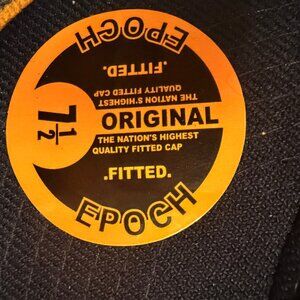 EPOCH
.FITTED.
THE NATION'S HIGHEST
QUALITY FITTED CAP
7 1/2
ORIGINAL
THE NATION'S HIGHEST
QUALITY FITTED CAP
.FITTED.
EPOCH